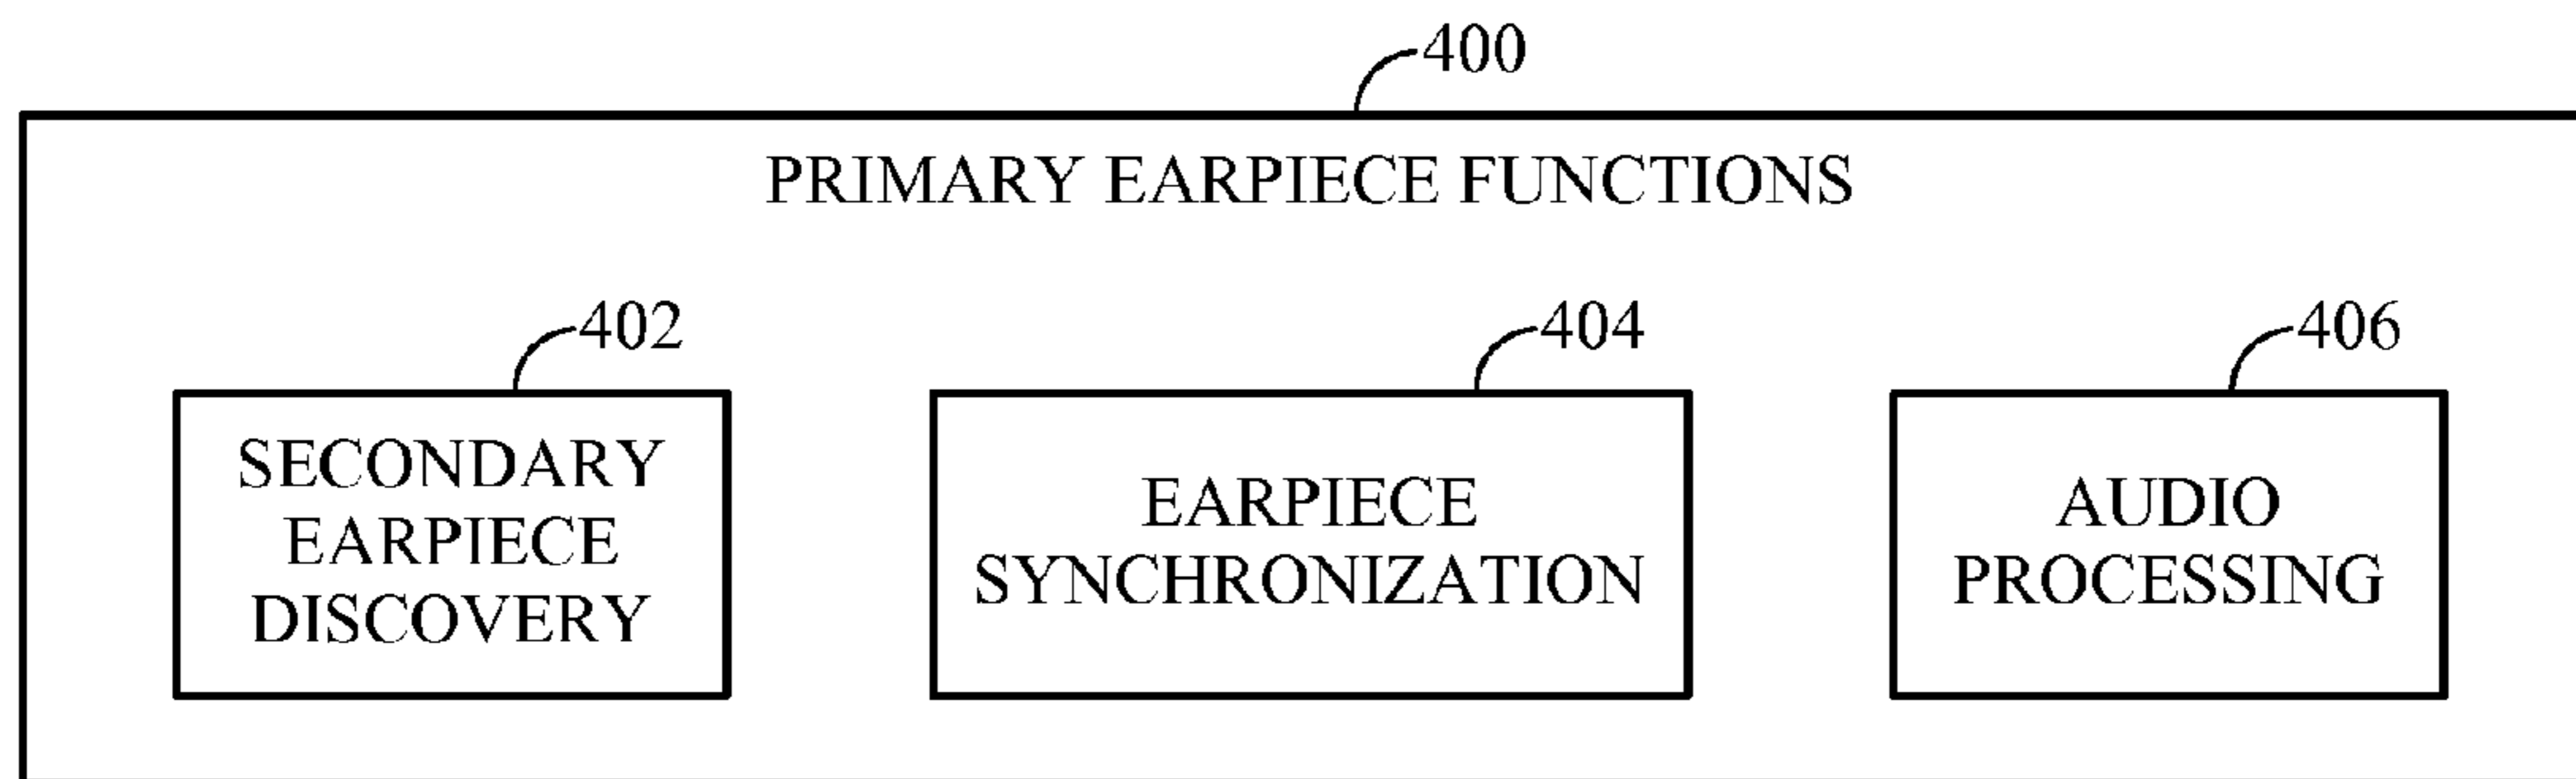 400
PRIMARY EARPIECE FUNCTIONS
402
404
406
SECONDARY
EARPIECE
DISCOVERY
EARPIECE
SYNCHRONIZATION
AUDIO
PROCESSING